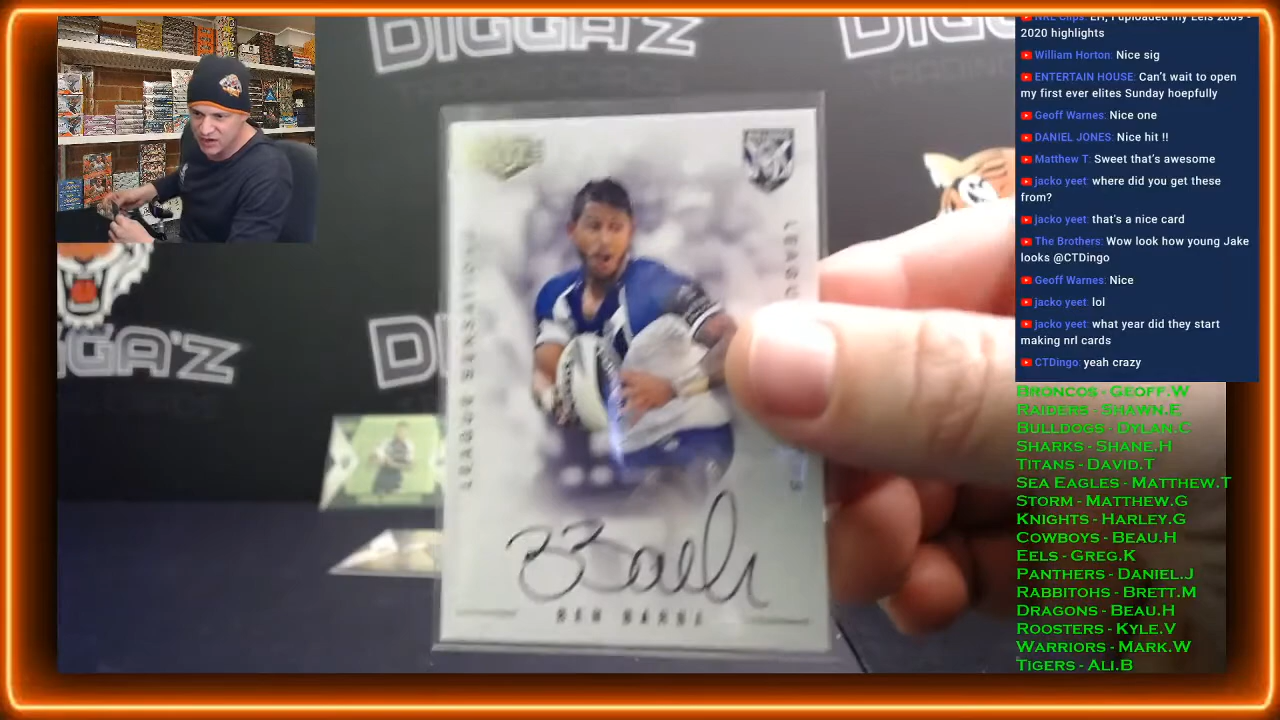 DIGGA'Z
DIGGA'Z
2020 highlights
William Horton: Nice sig
ENTERTAIN HOUSE: Can't wait to open
my first ever elites Sunday hoepfully
Geoff Warnes: Nice one
DANIEL JONES: Nice hit !!
Matthew T: Sweet that's awesome
jacko yeet: where did you get these
from?
jacko yeet: that's a nice card
The Brothers: Wow look how young Jake
looks @CTDingo
Geoff Warnes: Nice
jacko yeet: lol
jacko yeet: what year did they start
making nrl cards
CTDingo: yeah crazy
BRONCOS - GEOFF.W
RAIDERS - SHAWN.F
BULLDOGS - DYLAN.C
SHARKS - SHANE.H
TITANS - DAVID.T
SEA EAGLES - MATTHEW.T
STORM - MATTHEW.G
KNIGHTS - HARLEY.G
COWBOYS - BEAU.H
EELS - GREG.K
PANTHERS - DANIEL.J
RABBITOHS - BRETT.M
DRAGONS - BEAU.H
ROOSTERS - KYLE.V
WARRIORS - MARK.W
TIGERS - ALI.B
LEAGUE SENSATIONS
BEN BARBA